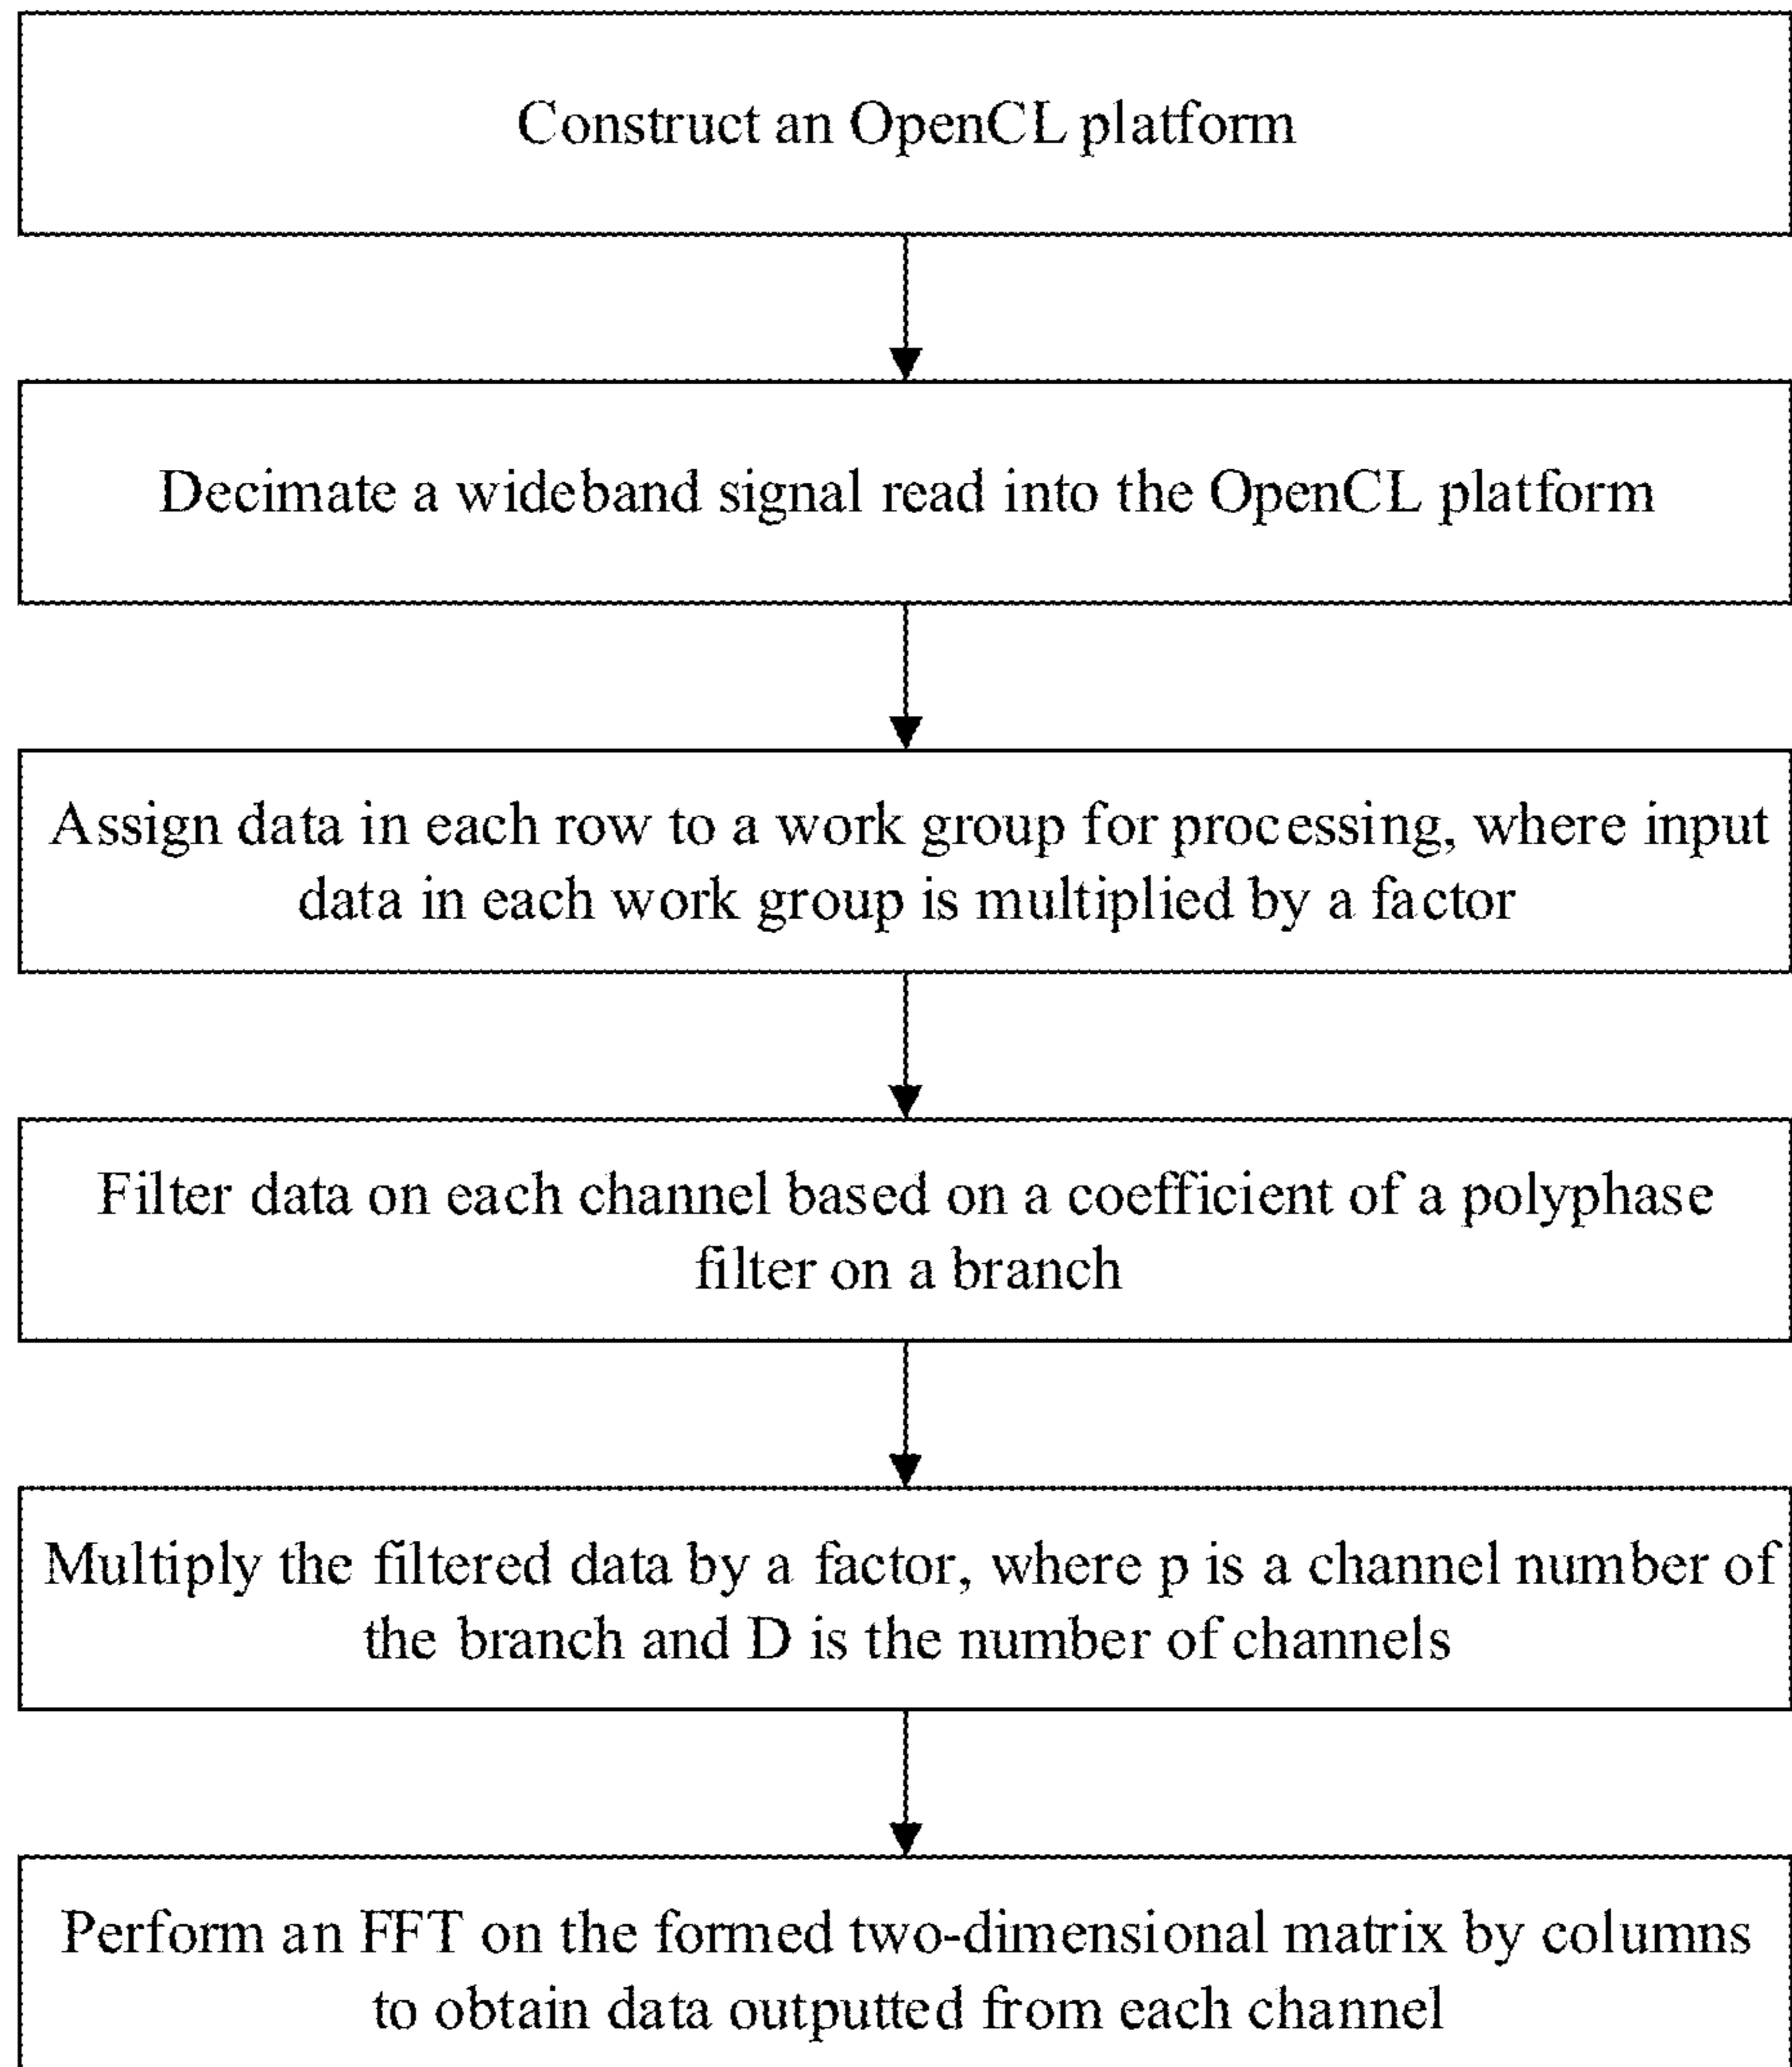 Construct an OpenCL platform
Decimate a wideband signal read into the OpenCL platform
Assign data in each row to a work group for processing, where input
data in each work group is multiplied by a factor
Filter data on each channel based on a coefficient of a polyphase
filter on a branch
Multiply the filtered data by a factor, where p is a channel number of
the branch and D is the number of channels
Perform an FFT on the formed two-dimensional matrix by columns
to obtain data outputted from each channel